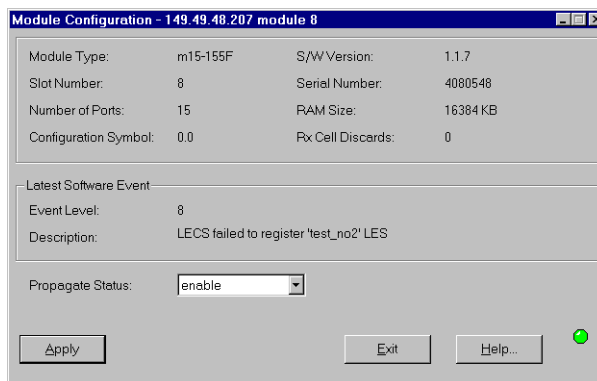 Module Configuration - 149.49.48.207 module 8
Module Type: m15-155F S/W Version: 1.1.7
Slot Number: 8 Serial Number: 4080548
Number of Ports: 15 RAM Size: 16384 KB
Configuration Symbol: 0.0 Rx Cell Discards: 0
Latest Software Event
Event Level: 8
Description: LECS failed to register 'test_no2' LES
Propagate Status: enable
Apply Exit Help...